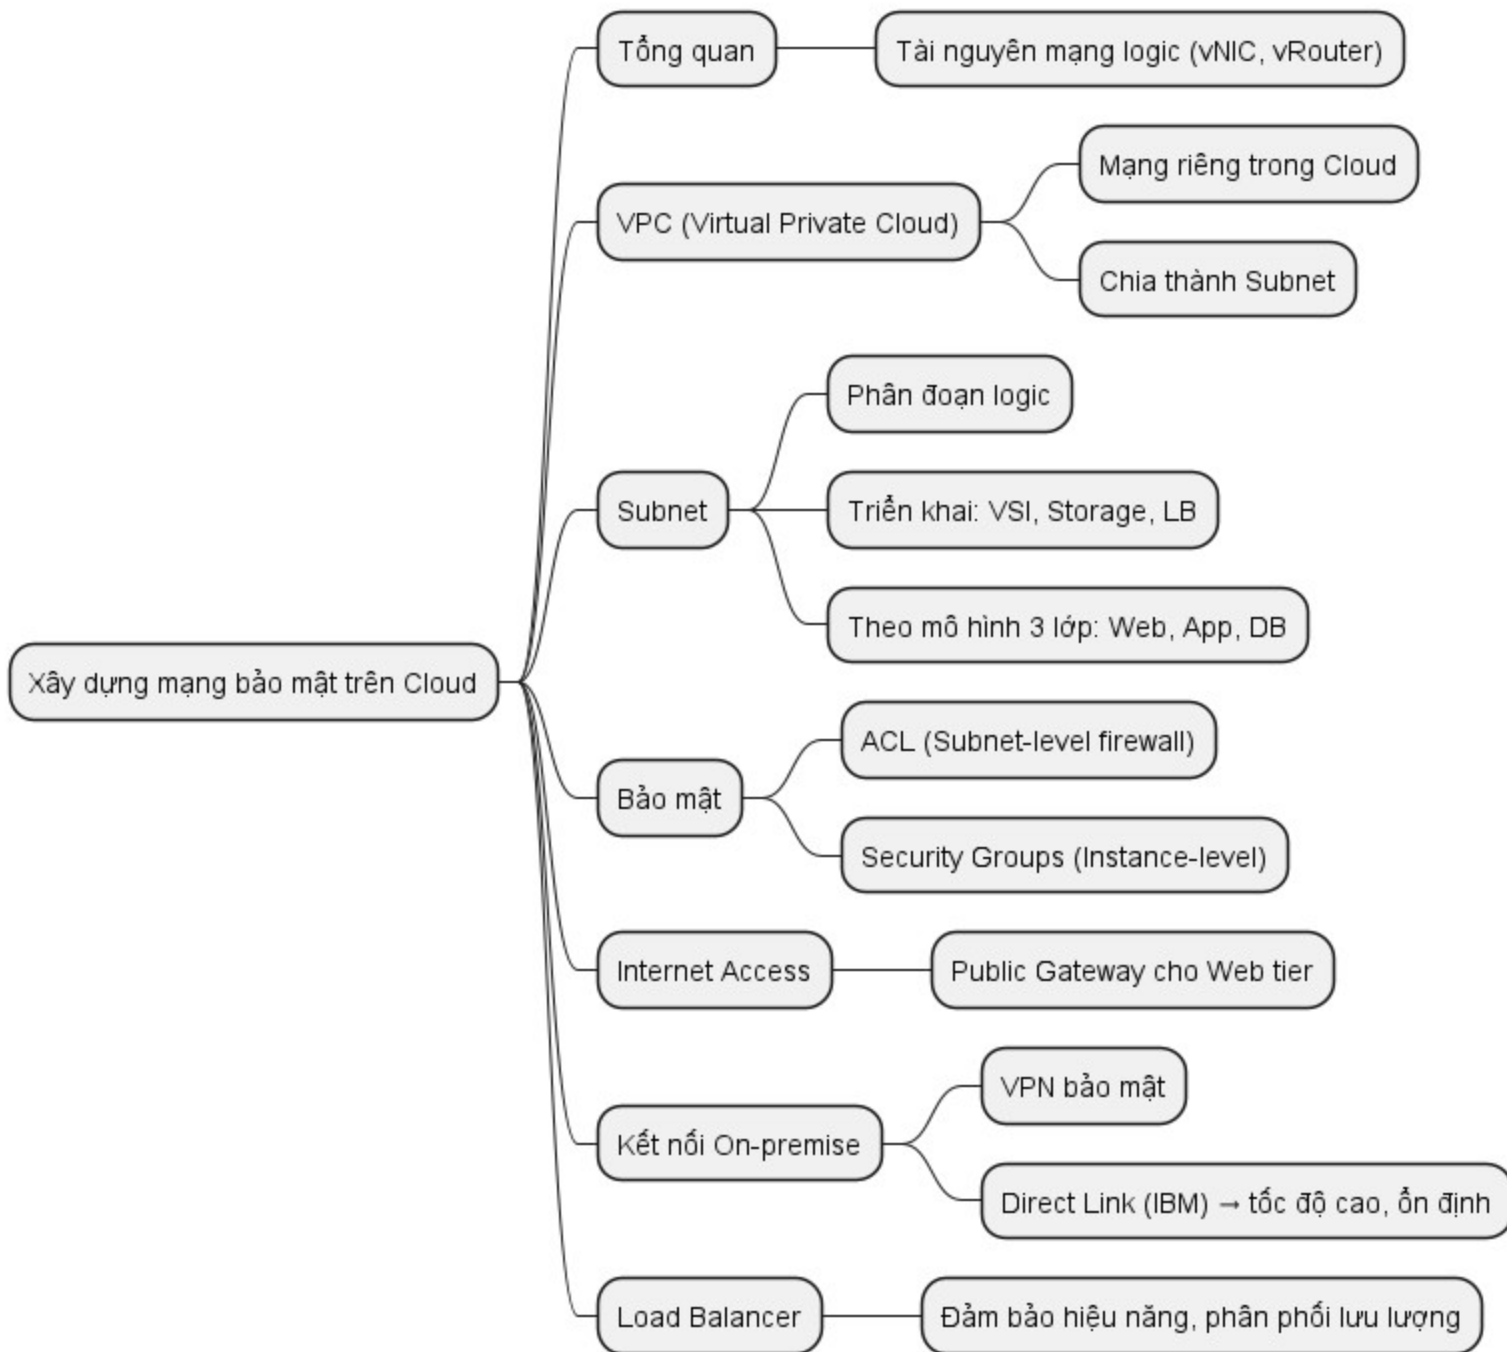 Tổng quan
Tài nguyên mạng logic (vNIC, vRouter)
VPC (Virtual Private Cloud)
Mạng riêng trong Cloud
Chia thành Subnet
Subnet
Phân đoạn logic
Triển khai: VSI, Storage, LB
Theo mô hình 3 lớp: Web, App, DB
Xây dựng mạng bảo mật trên Cloud
Bảo mật
ACL (Subnet-level firewall)
Security Groups (Instance-level)
Internet Access
Public Gateway cho Web tier
Kết nối On-premise
VPN bảo mật
Direct Link (IBM) → tốc độ cao, ổn định
Load Balancer
Đảm bảo hiệu năng, phân phối lưu lượng